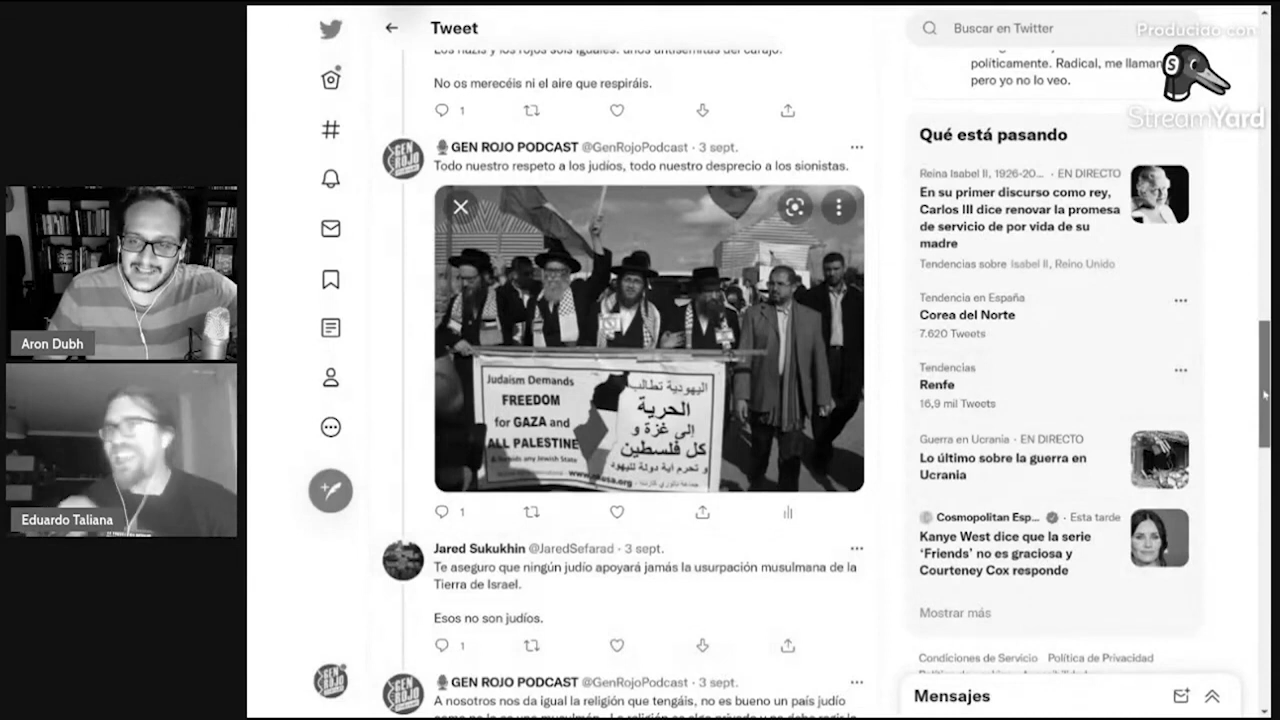 Tweet
Buscar en Twitter
Producido con
StreamYard
No os merecéis ni el aire que respiráis.
1
GEN ROJO PODCAST @GenRojoPodcast · 3 sept.
Todo nuestro respeto a los judíos, todo nuestro desprecio a los sionistas.
Judaism Demands
FREEDOM
for GAZA and
ALL PALESTINE
any Jewish State
اليهودية تطالب
الحرية
إلى غزة و
كل فلسطين
و تحرم اية دولة لليهود
1
Jared Sukukhin @JaredSefarad · 3 sept.
Te aseguro que ningún judío apoyará jamás la usurpación musulmana de la
Tierra de Israel.
Esos no son judíos.
1
GEN ROJO PODCAST @GenRojoPodcast · 3 sept.
A nosotros nos da igual la religión que tengáis, no es bueno un país judío
políticamente. Radical, me llaman
pero yo no lo veo.
Qué está pasando
Reina Isabel II, 1926-20... · EN DIRECTO
En su primer discurso como rey,
Carlos III dice renovar la promesa
de servicio de por vida de su
madre
Tendencias sobre Isabel II, Reino Unido
Tendencia en España
Corea del Norte
7.620 Tweets
Tendencias
Renfe
16,9 mil Tweets
Guerra en Ucrania · EN DIRECTO
Lo último sobre la guerra en
Ucrania
Cosmopolitan Esp... · Esta tarde
Kanye West dice que la serie
‘Friends’ no es graciosa y
Courteney Cox responde
Mostrar más
Condiciones de Servicio Política de Privacidad
Mensajes
Aron Dubh
Eduardo Taliana
GEN
ROJO